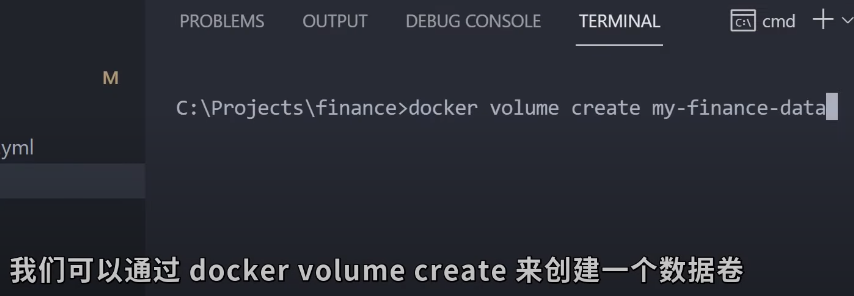 PROBLEMS OUTPUT DEBUG CONSOLE TERMINAL cmd
M
C:\Projects\finance>docker volume create my-finance-data
yml
我们可以通过 docker volume create 来创建一个数据卷